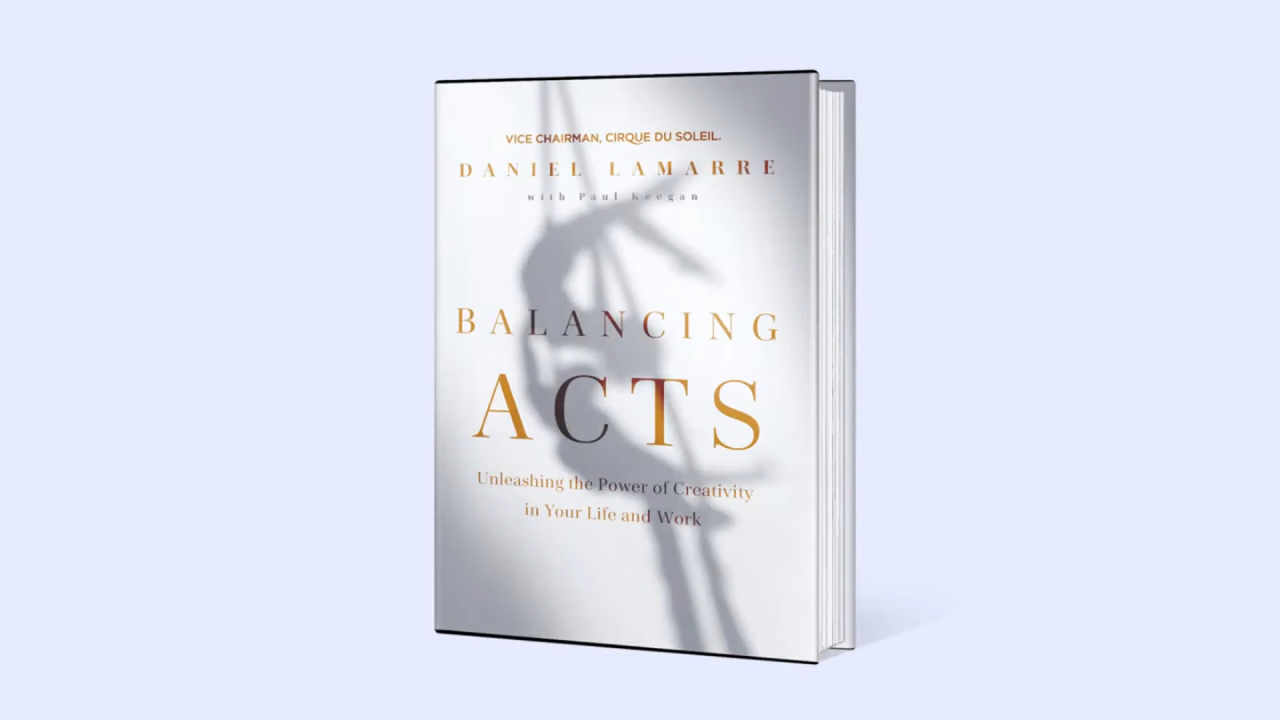 VICE CHAIRMAN, CIRQUE DU SOLEIL.
DANIEL LAMARRE
with Paul Keegan
BALANCING
ACTS
Unleashing the Power of Creativity
in Your Life and Work